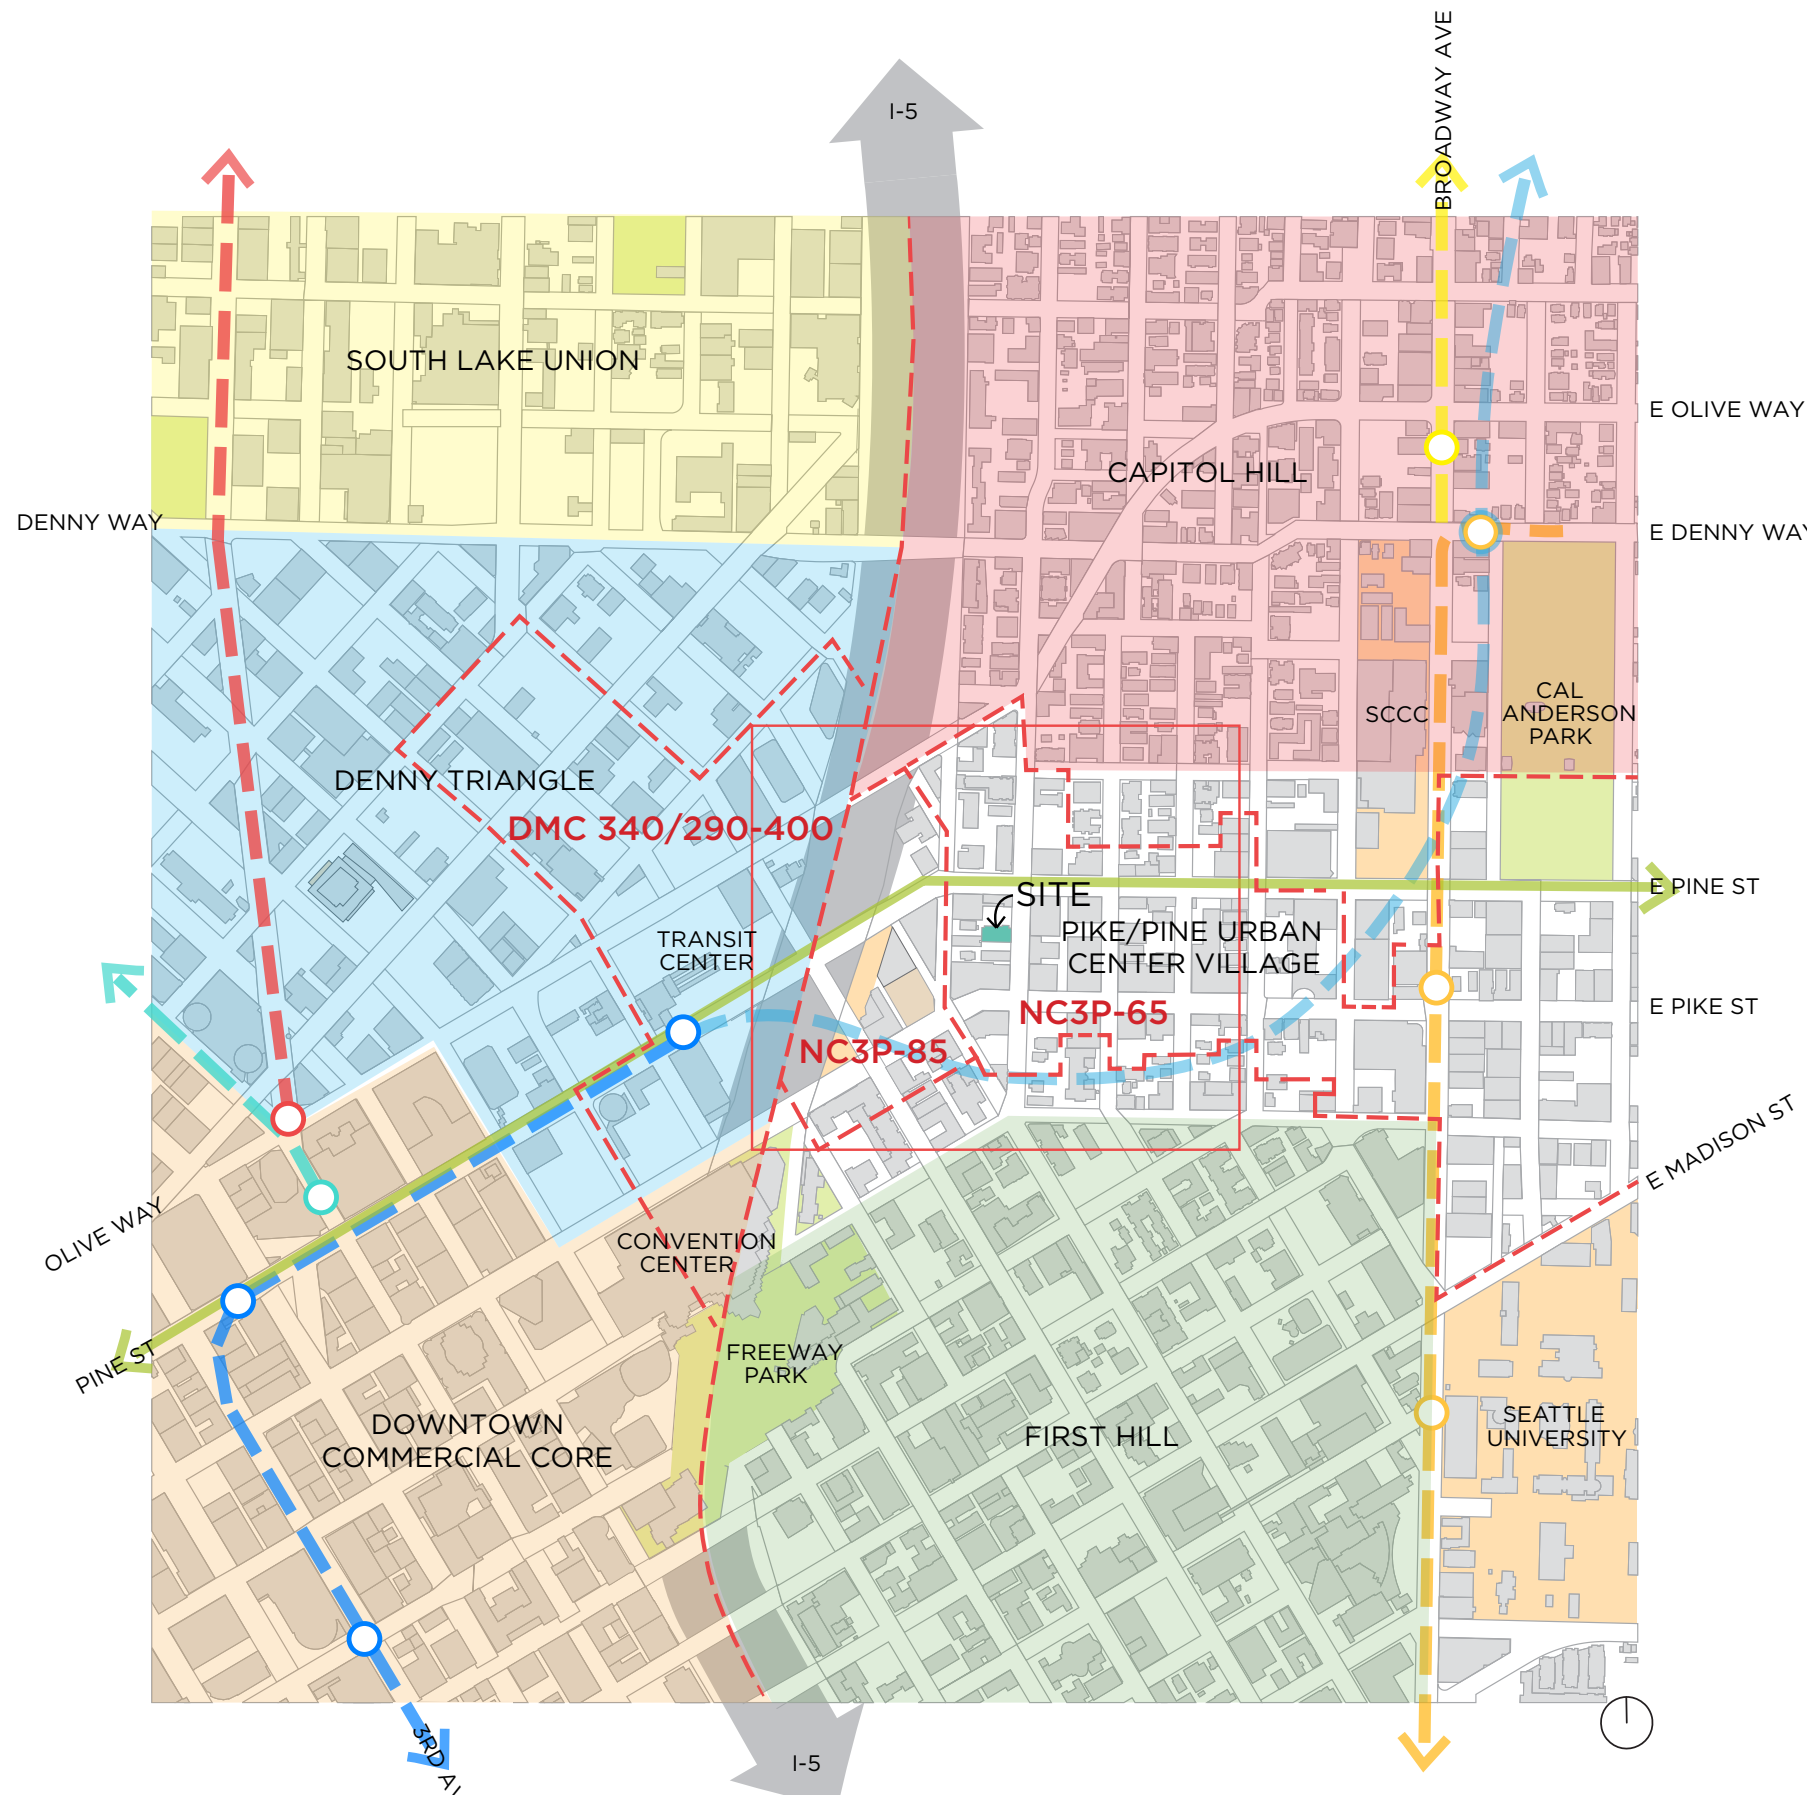 BROADWAY AVE
I-5
SOUTH LAKE UNION
E OLIVE WAY
CAPITOL HILL
DENNY WAY
E DENNY WAY
CAL
ANDERSON
PARK
SCCC
DENNY TRIANGLE
DMC 340/290-400
E PINE ST
SITE
PIKE/PINE URBAN
CENTER VILLAGE
TRANSIT
CENTER
E PIKE ST
NC3P-65
NC3P-85
E MADISON ST
OLIVE WAY
CONVENTION
CENTER
PINE ST
FREEWAY
PARK
DOWNTOWN
COMMERCIAL CORE
FIRST HILL
SEATTLE
UNIVERSITY
3RD
I-5